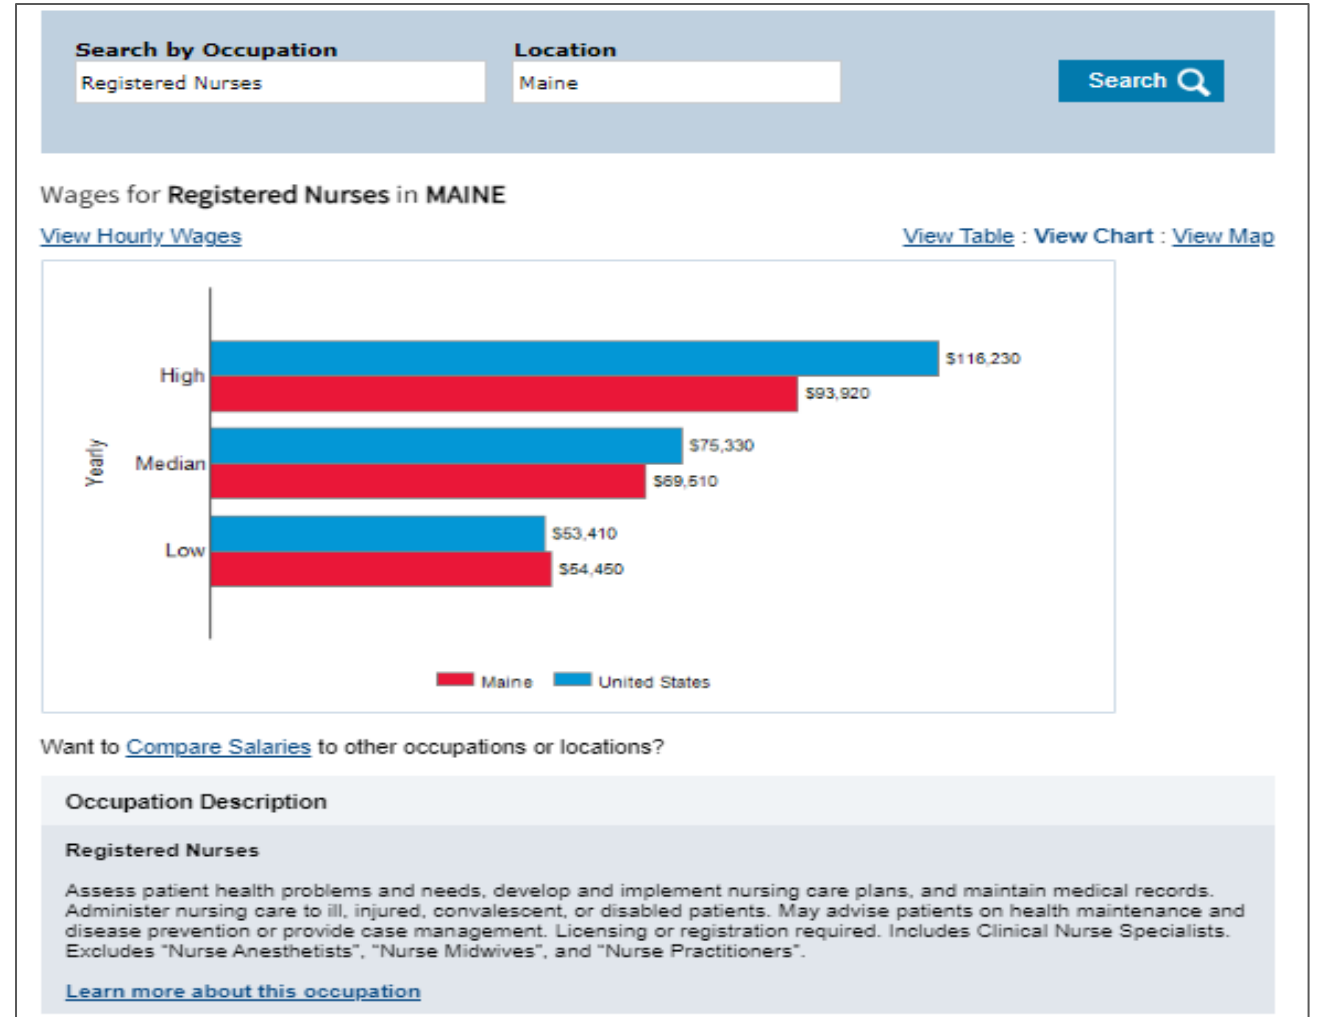 Search by Occupation Location
Registered Nurses Maine Search
Wages for Registered Nurses in MAINE
View Hourly Wages View Table : View Chart : View Map
$116,230
High
$93,920
$75,330
Yearly
Median
$69,510
$53,410
Low
$54,450
Maine United States
Want to Compare Salaries to other occupations or locations?
Occupation Description
Registered Nurses
Assess patient health problems and needs, develop and implement nursing care plans, and maintain medical records.
Administer nursing care to ill, injured, convalescent, or disabled patients. May advise patients on health maintenance and
disease prevention or provide case management. Licensing or registration required. Includes Clinical Nurse Specialists.
Excludes "Nurse Anesthetists", "Nurse Midwives", and "Nurse Practitioners".
Learn more about this occupation